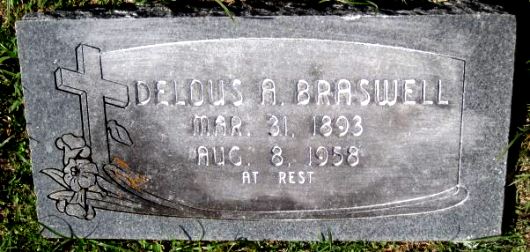 DELOUS A. BRASWELL
MAR. 31, 1893
AUG. 8, 1958
AT REST